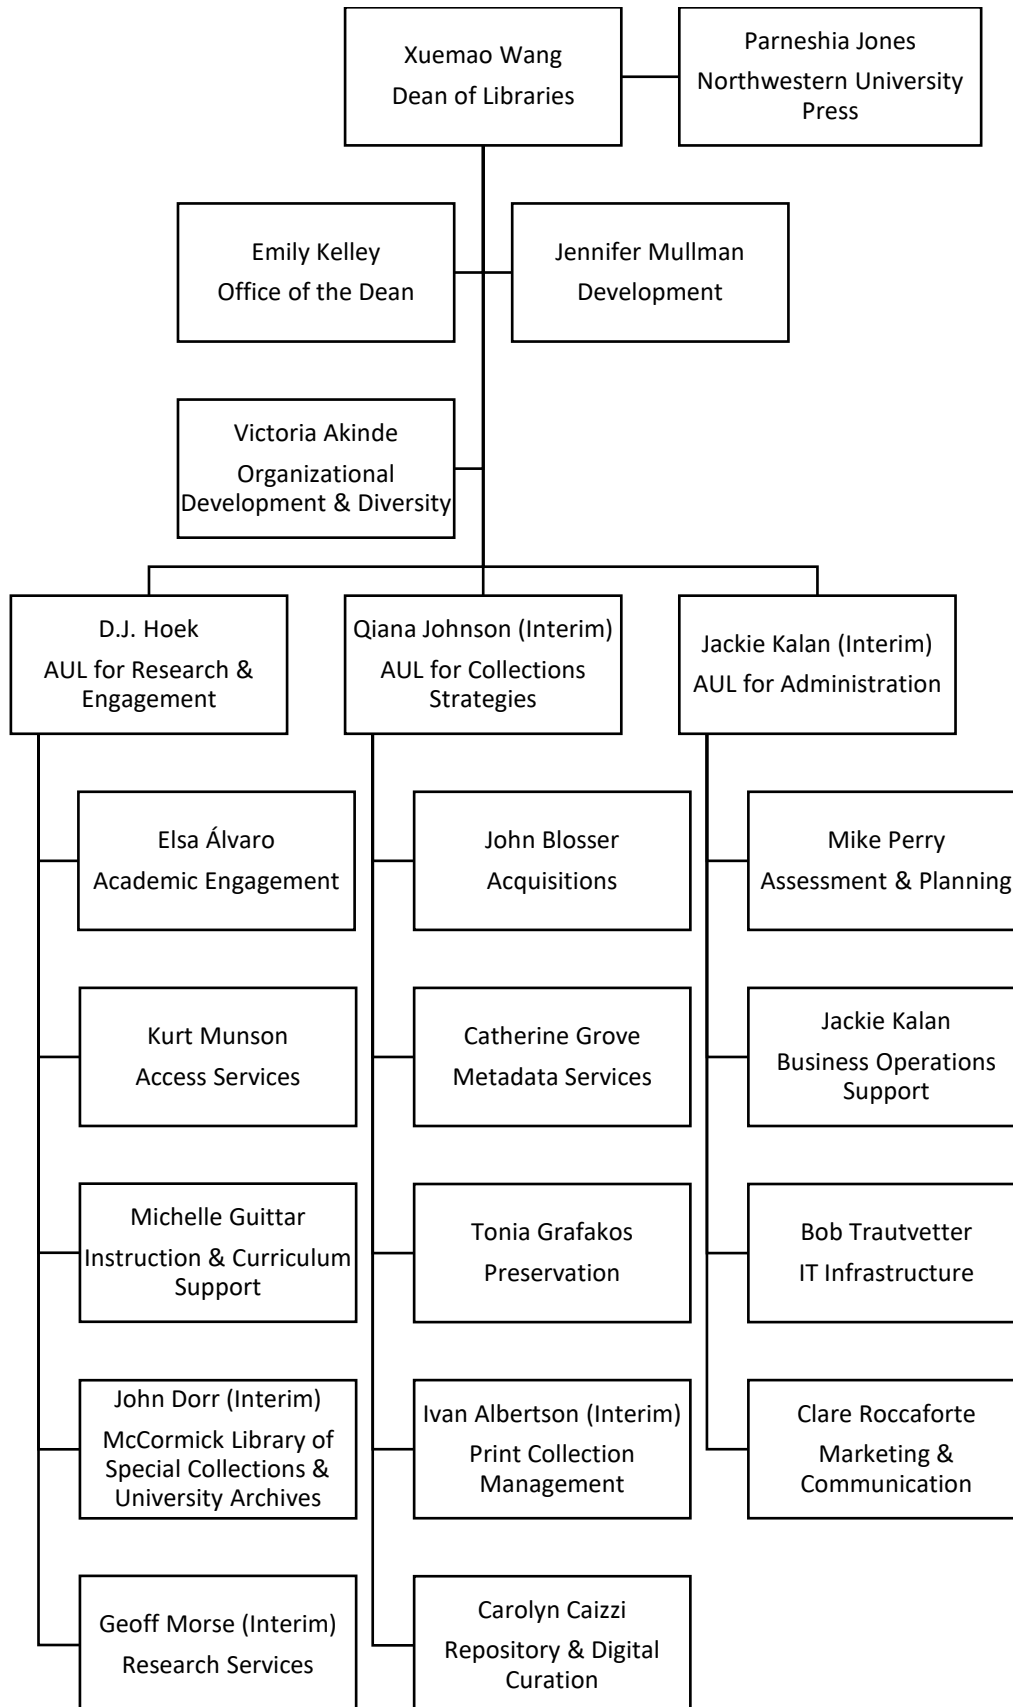 Xuemao Wang
Dean of Libraries
Parneshia Jones
Northwestern University
Press
Emily Kelley
Office of the Dean
Jennifer Mullman
Development
Victoria Akinde
Organizational
Development & Diversity
D.J. Hoek
AUL for Research &
Engagement
Qiana Johnson (Interim)
AUL for Collections
Strategies
Jackie Kalan (Interim)
AUL for Administration
Elsa Álvaro
Academic Engagement
John Blosser
Acquisitions
Mike Perry
Assessment & Planning
Kurt Munson
Access Services
Catherine Grove
Metadata Services
Jackie Kalan
Business Operations
Support
Michelle Guittar
Instruction & Curriculum
Support
Tonia Grafakos
Preservation
Bob Trautvetter
IT Infrastructure
John Dorr (Interim)
McCormick Library of
Special Collections &
University Archives
Ivan Albertson (Interim)
Print Collection
Management
Clare Roccaforte
Marketing &
Communication
Geoff Morse (Interim)
Research Services
Carolyn Caizzi
Repository & Digital
Curation